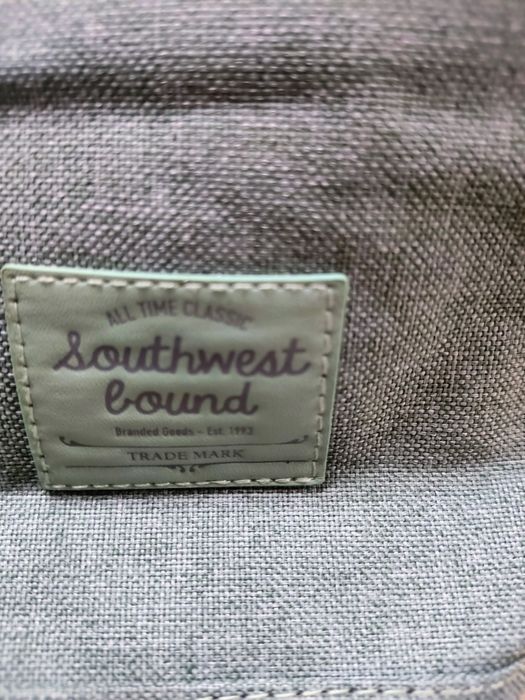 ALL TIME CLASSIC
Southwest
bound
Branded Goods - Est. 1993
TRADE MARK